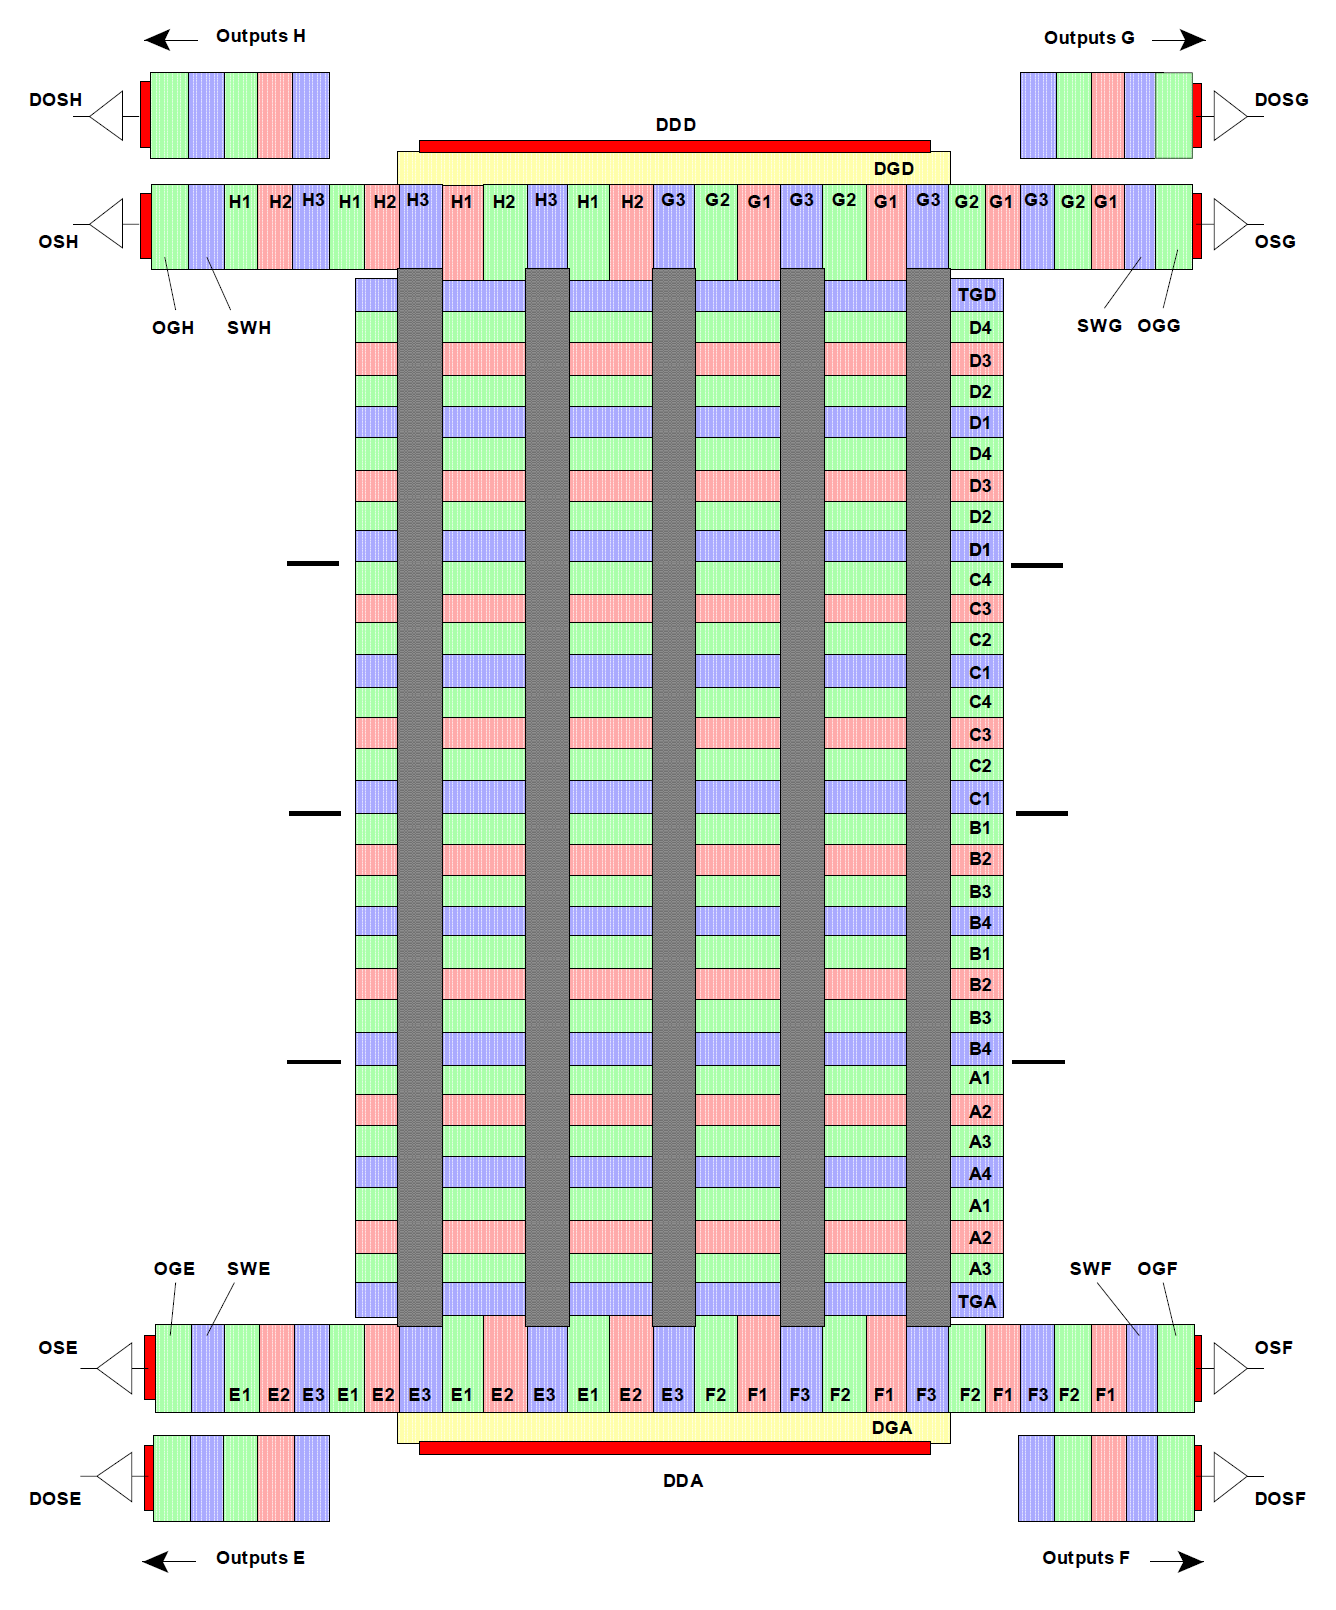 Outputs H
Outputs G
DOSH
DOSG
DDD
DGD
H1 H2 H3 H1 H2 H3 H1 H2 H3 H1 H2 G3 G2 G1 G3 G2 G1 G3 G2 G1 G3 G2 G1
OSH
OSG
OGH SWH
SWG OGG
TGD
D4
D3
D2
D1
D4
D3
D2
D1
C4
C3
C2
C1
C4
C3
C2
C1
B1
B2
B3
B4
B1
B2
B3
B4
A1
A2
A3
A4
A1
A2
A3
TGA
OGE SWE
SWF OGF
OSE
OSF
E1 E2 E3 E1 E2 E3 E1 E2 E3 E1 E2 E3 F2 F1 F3 F2 F1 F3 F2 F1 F3 F2 F1
DGA
DDA
DOSE
DOSF
Outputs E
Outputs F